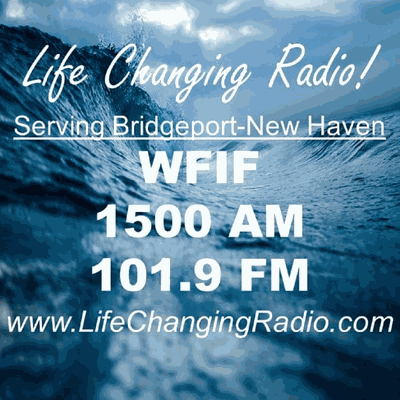 Life Changing Radio!
Serving Bridgeport-New Haven
WFIF
1500 AM
101.9 FM
www.LifeChangingRadio.com